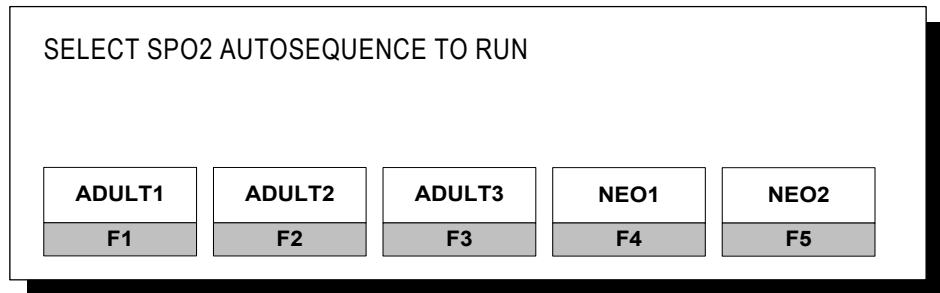 SELECT SPO2 AUTOSEQUENCE TO RUN
ADULT1 ADULT2 ADULT3 NEO1 NEO2
F1 F2 F3 F4 F5